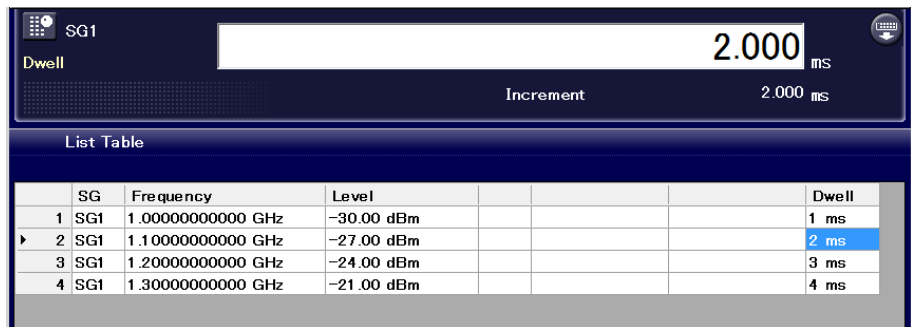 SG1
2.000 ms
Dwell
Increment 2.000 ms
List Table
SG Frequency Level Dwell
1 SG1 1.00000000000 GHz -30.00 dBm 1 ms
2 SG1 1.10000000000 GHz -27.00 dBm 2 ms
3 SG1 1.20000000000 GHz -24.00 dBm 3 ms
4 SG1 1.30000000000 GHz -21.00 dBm 4 ms